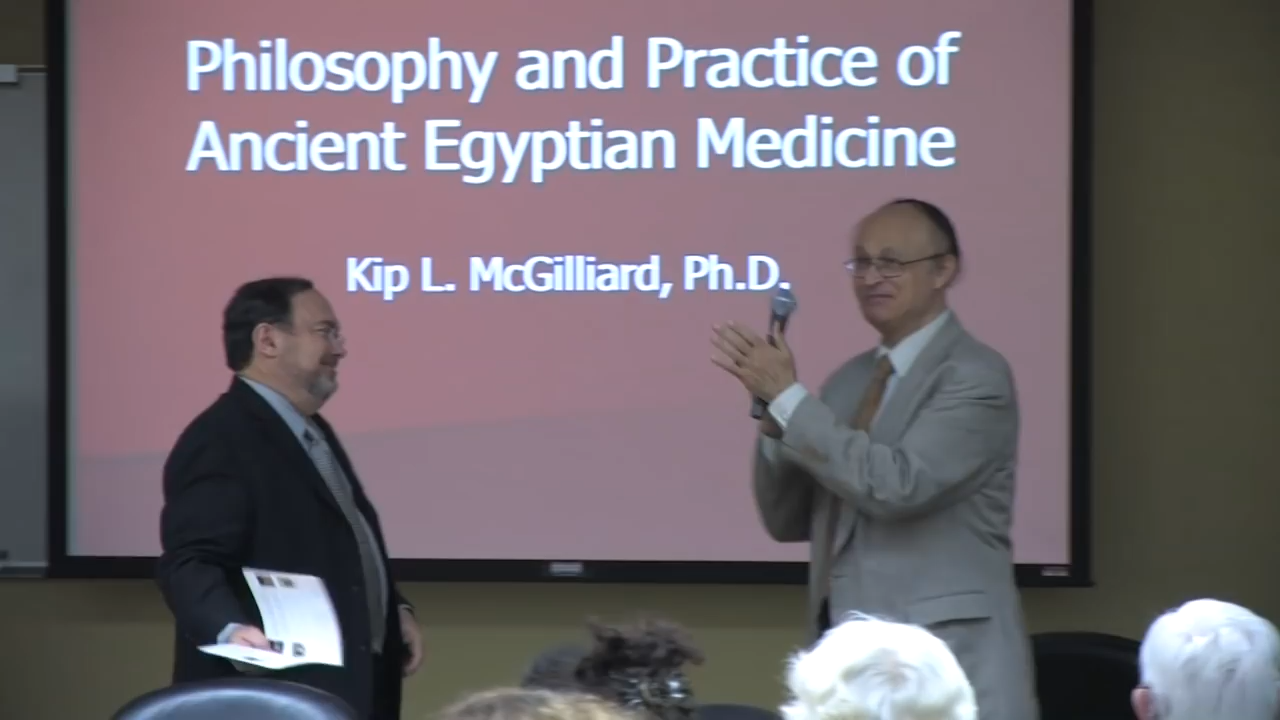 Philosophy and Practice of
Ancient Egyptian Medicine
Kip L. McGilliard, Ph.D.